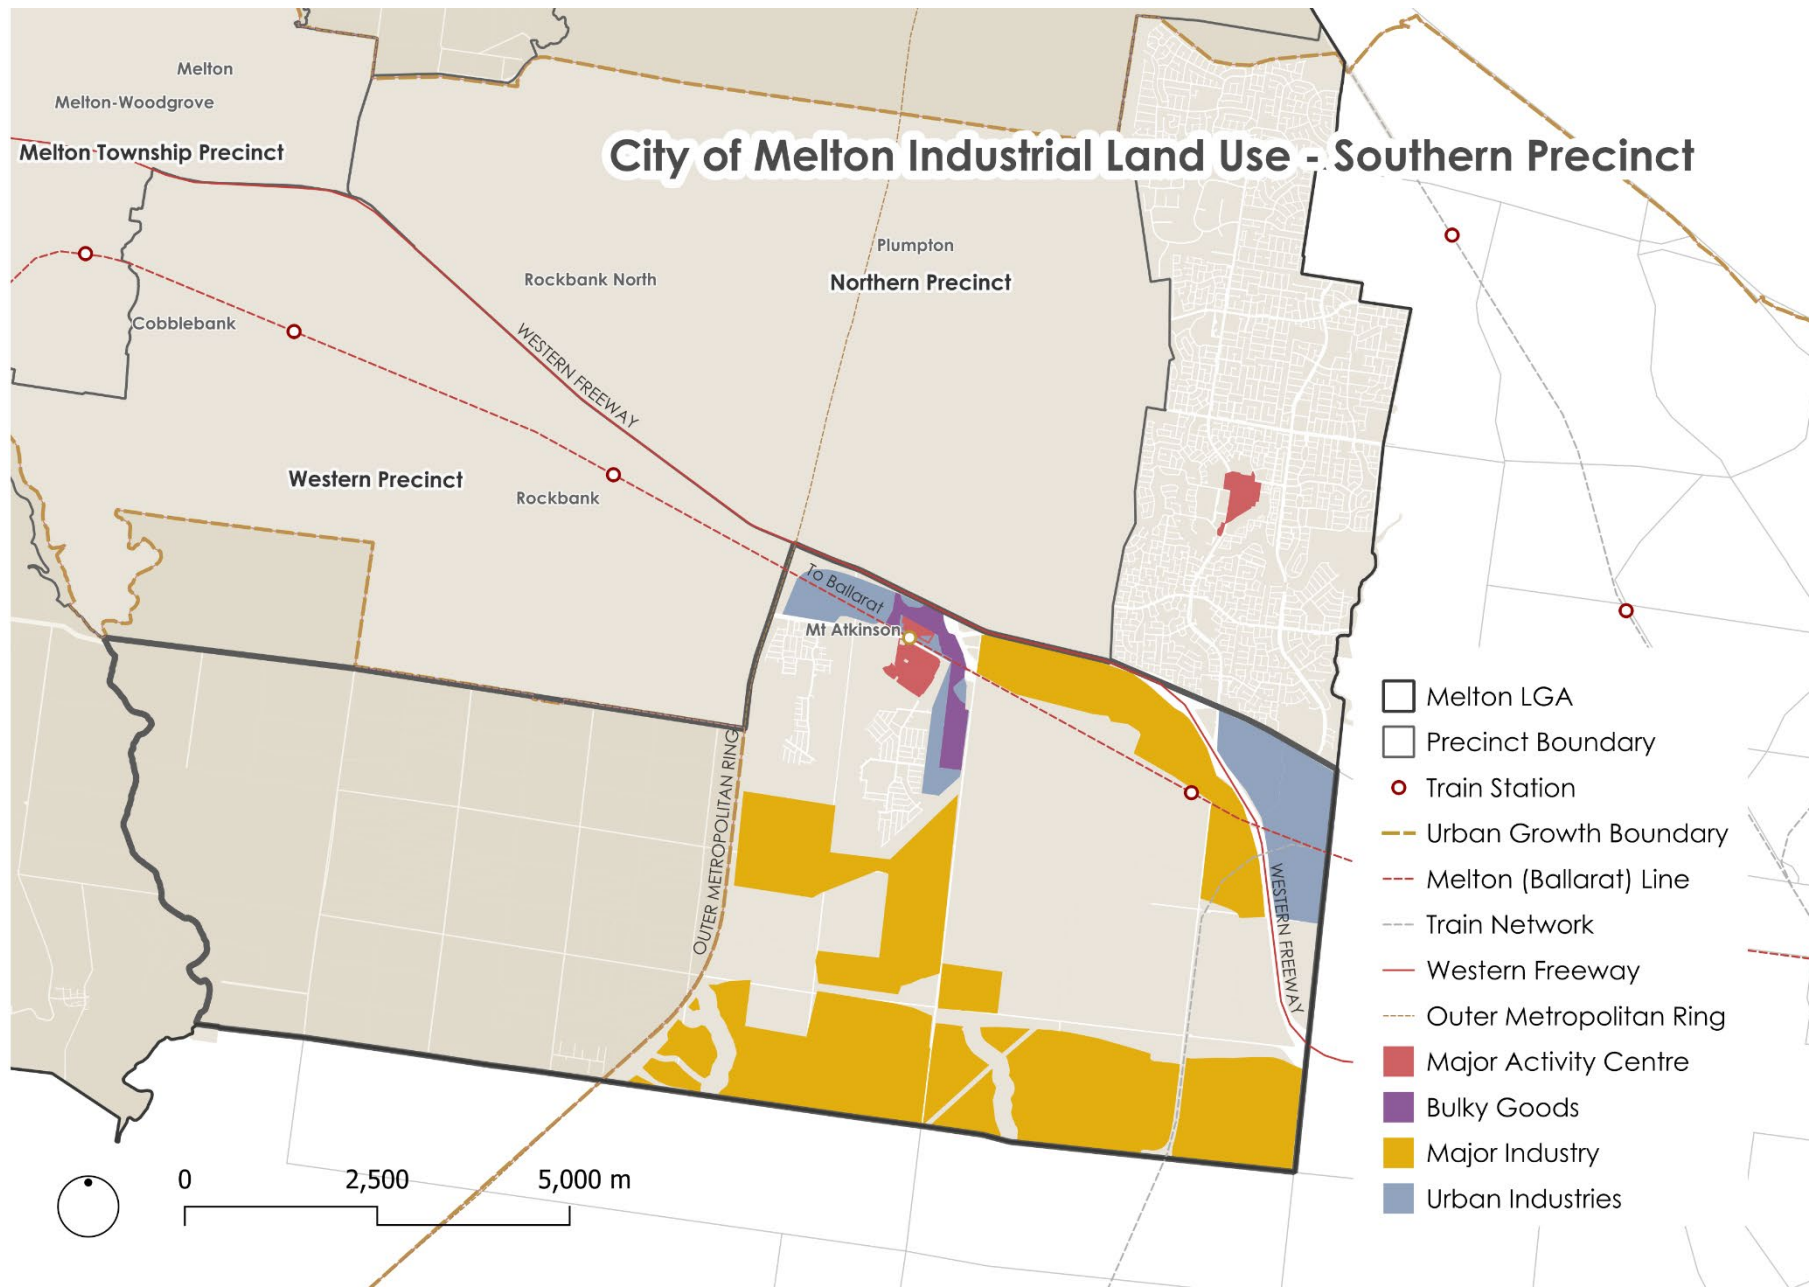 Melton
Melton-Woodgrove
Melton Township Precinct
City of Melton Industrial Land Use - Southern Precinct
Plumpton
Northern Precinct
Rockbank North
Cobblebank
WESTERN FREEWAY
Western Precinct
Rockbank
To Ballarat
Mt Atkinson
OUTER METROPOLITAN RING
WESTERN FREEWAY
Melton LGA
Precinct Boundary
Train Station
Urban Growth Boundary
Melton (Ballarat) Line
Train Network
Western Freeway
Outer Metropolitan Ring
Major Activity Centre
Bulky Goods
Major Industry
Urban Industries
0 2,500 5,000 m